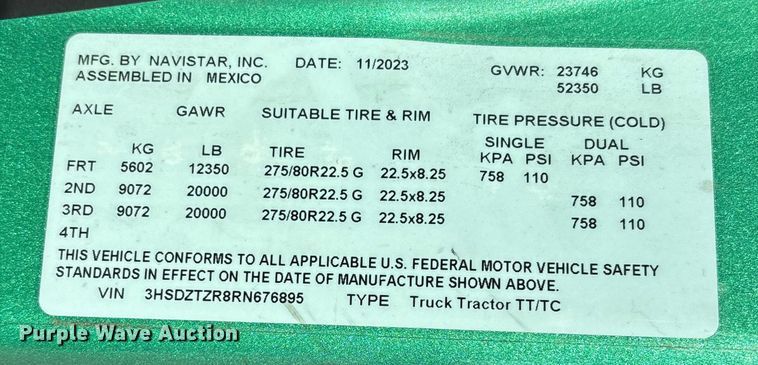 MFG. BY NAVISTAR, INC. DATE: 11/2023 GVWR: 23746 KG
ASSEMBLED IN MEXICO 52350 LB
AXLE GAWR SUITABLE TIRE & RIM TIRE PRESSURE (COLD)
SINGLE DUAL
KG LB TIRE RIM KPA PSI KPA PSI
FRT 5602 12350 275/80R22.5 G 22.5x8.25 758 110
2ND 9072 20000 275/80R22.5 G 22.5x8.25 758 110
3RD 9072 20000 275/80R22.5 G 22.5x8.25 758 110
4TH
THIS VEHICLE CONFORMS TO ALL APPLICABLE U.S. FEDERAL MOTOR VEHICLE SAFETY
STANDARDS IN EFFECT ON THE DATE OF MANUFACTURE SHOWN ABOVE.
VIN 3HSDZTZR8RN676895 TYPE Truck Tractor TT/TC
Purple Wave Auction